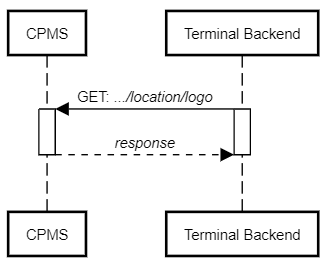 CPMS
Terminal Backend
GET: .../location/logo
response
CPMS
Terminal Backend